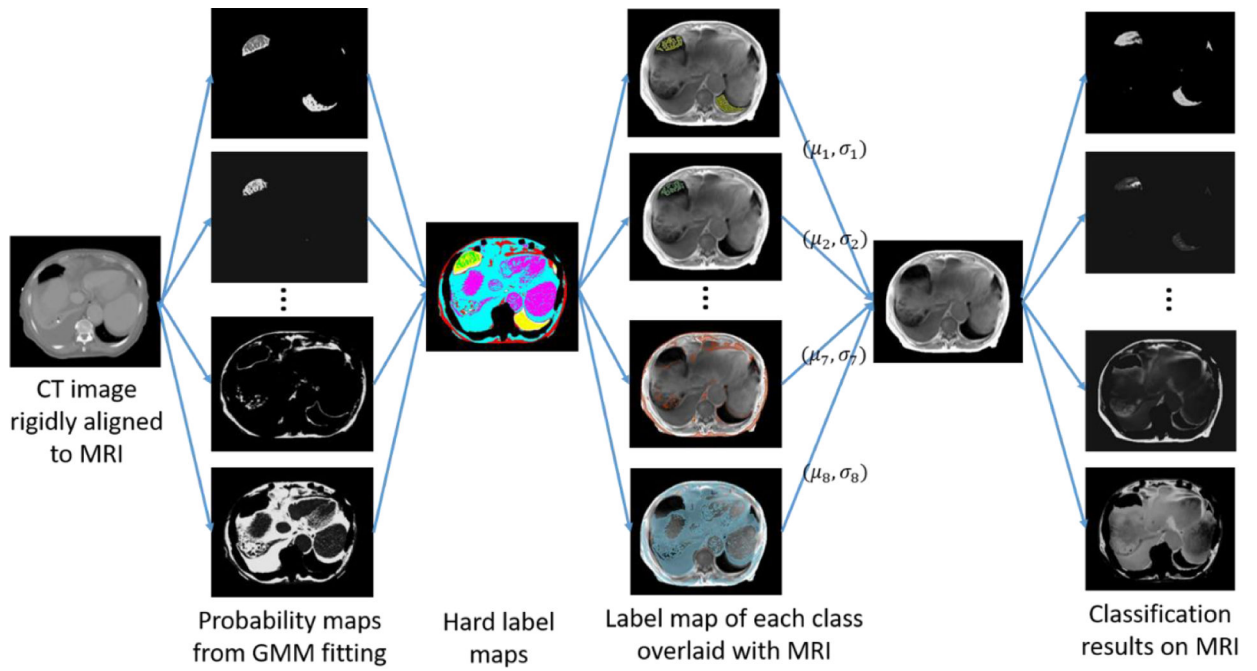 (μ₁, σ₁)
(μ₂, σ₂)
(μ₇, σ₇)
(μ₈, σ₈)
CT image
rigidly aligned
to MRI
Probability maps
from GMM fitting
Hard label
maps
Label map of each class
overlaid with MRI
Classification
results on MRI